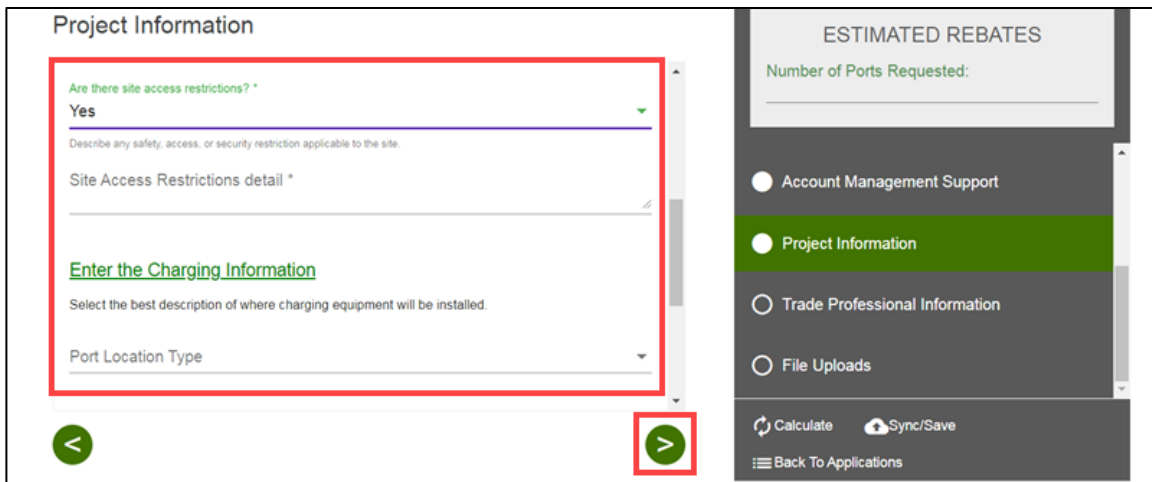 Project Information
Are there site access restrictions? *
Yes
Describe any safety, access, or security restriction applicable to the site.
Site Access Restrictions detail *
Enter the Charging Information
Select the best description of where charging equipment will be installed.
Port Location Type
<
>
ESTIMATED REBATES
Number of Ports Requested:
Account Management Support
Project Information
Trade Professional Information
File Uploads
Calculate
Sync/Save
Back To Applications